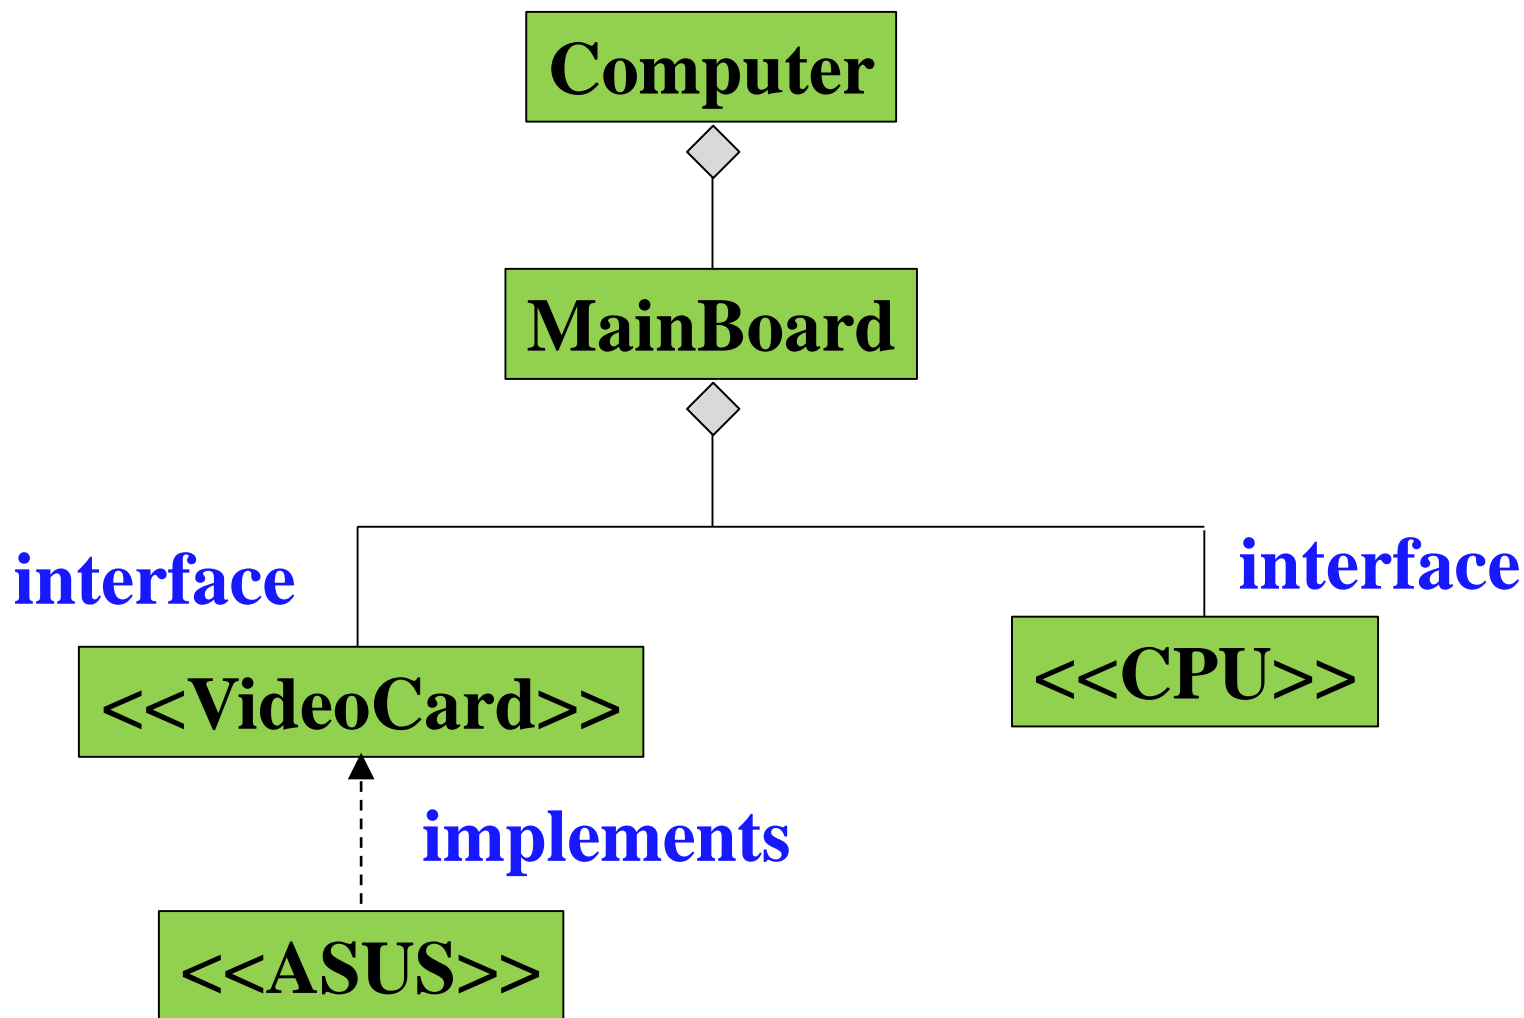 Computer
MainBoard
interface
interface
<<VideoCard>>
<<CPU>>
implements
<<ASUS>>